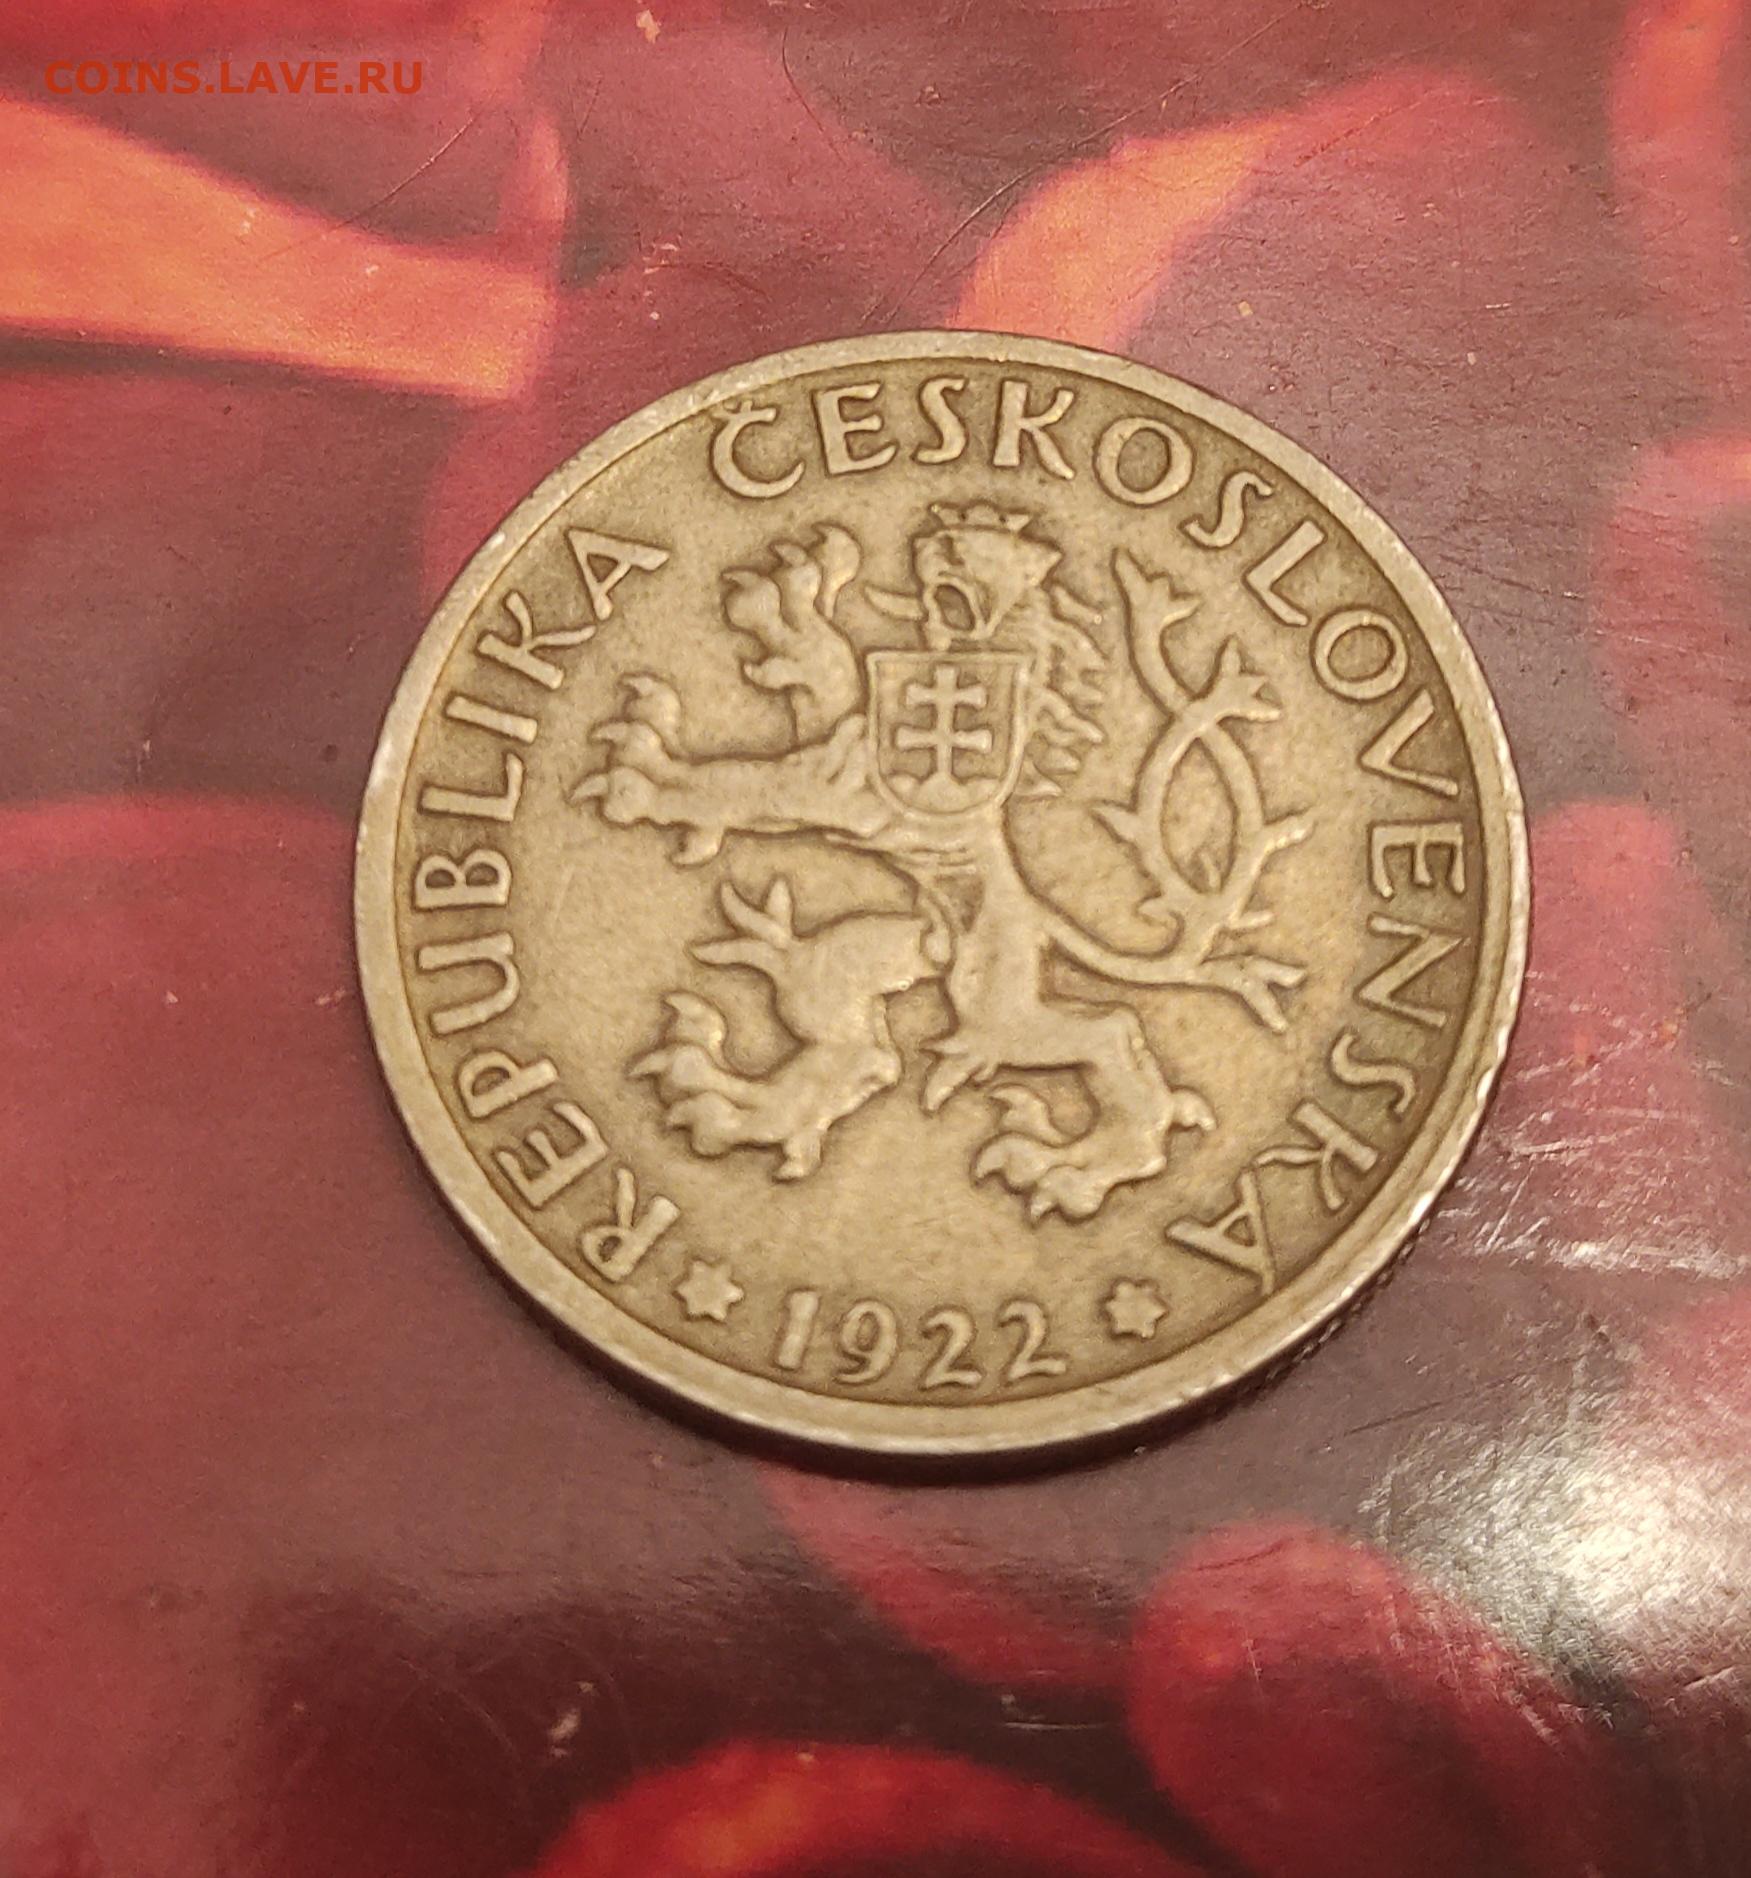 COINS.LAVE.RU
REPUBLIKA ČESKOSLOVENSKA
1922